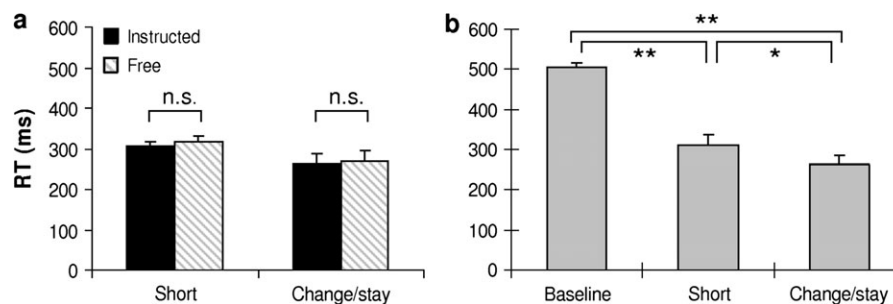 a
Instructed
Free
RT (ms)
600
500
400
300
200
100
0
n.s.
n.s.
Short
Change/stay
b
600
500
400
300
200
100
0
**
**
*
Baseline
Short
Change/stay